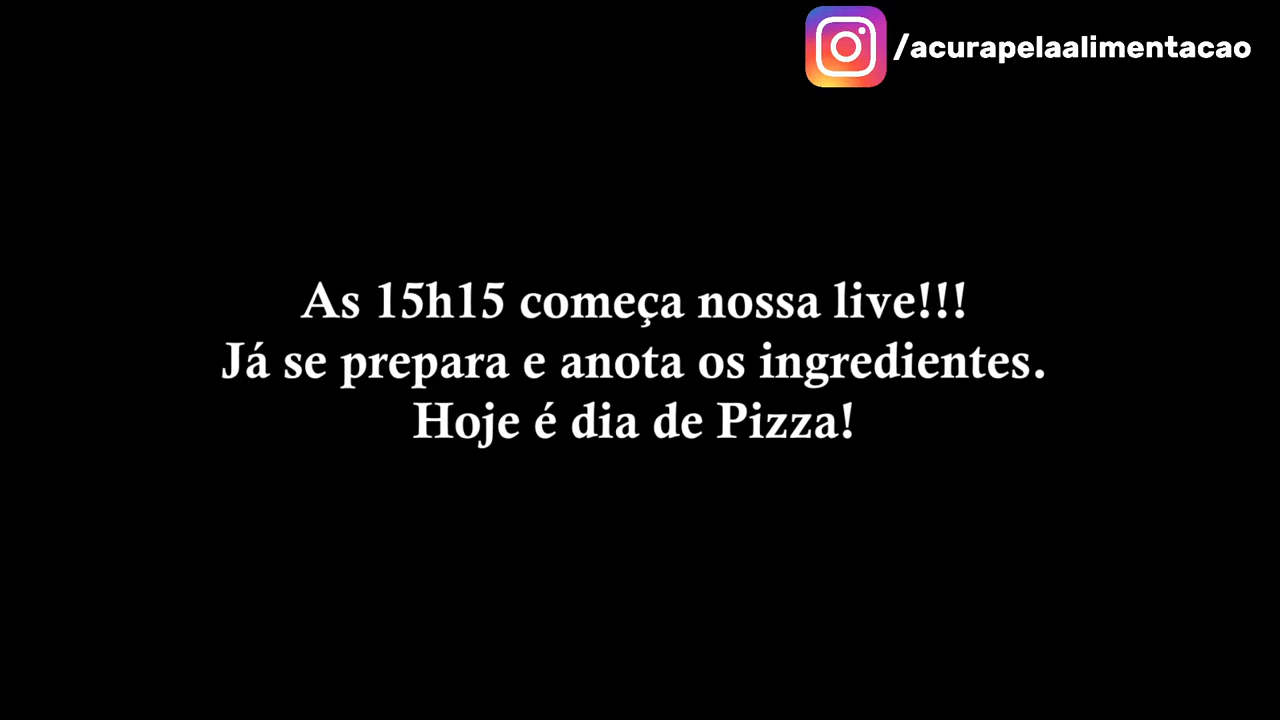 /acurapelaalimentacao
As 15h15 começa nossa live!!!
Já se prepara e anota os ingredientes.
Hoje é dia de Pizza!